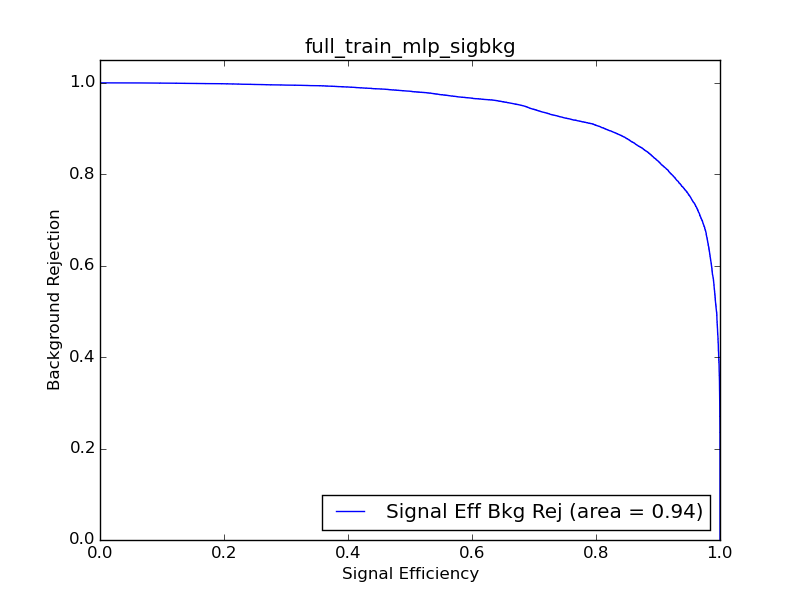 full_train_mlp_sigbkg
1.0
0.8
0.6
0.4
0.2
0.0
Background Rejection
Signal Eff Bkg Rej (area = 0.94)
0.0 0.2 0.4 0.6 0.8 1.0
Signal Efficiency